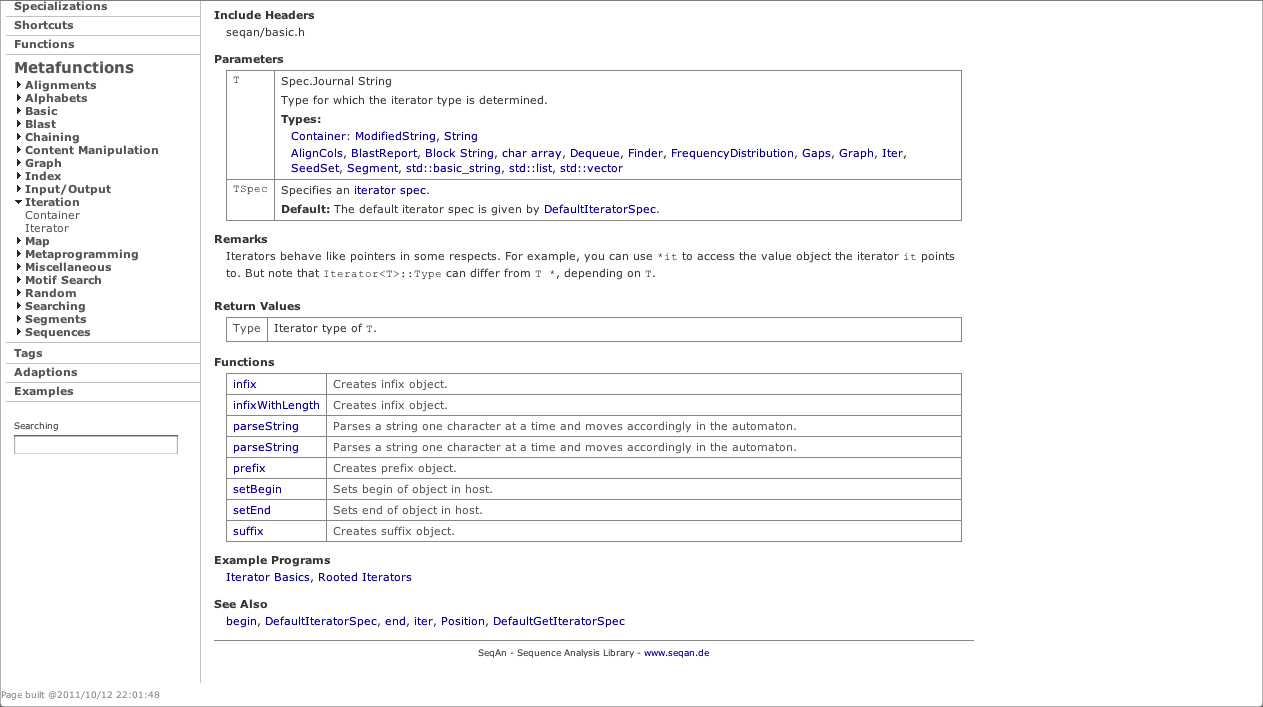 Specializations
Shortcuts
Functions
Metafunctions
Alignments
Alphabets
Basic
Blast
Chaining
Content Manipulation
Graph
Index
Input/Output
Iteration
Container
Iterator
Map
Metaprogramming
Miscellaneous
Motif Search
Random
Searching
Segments
Sequences
Tags
Adaptions
Examples
Searching
Include Headers
seqan/basic.h
Parameters
T
Spec.Journal String
Type for which the iterator type is determined.
Types:
Container: ModifiedString, String
AlignCols, BlastReport, Block String, char array, Dequeue, Finder, FrequencyDistribution, Gaps, Graph, Iter,
SeedSet, Segment, std::basic_string, std::list, std::vector
TSpec Specifies an iterator spec.
Default: The default iterator spec is given by DefaultIteratorSpec.
Remarks
Iterators behave like pointers in some respects. For example, you can use *it to access the value object the iterator it points
to. But note that Iterator<T>::Type can differ from T *, depending on T.
Return Values
Type Iterator type of T.
Functions
infix Creates infix object.
infixWithLength Creates infix object.
parseString Parses a string one character at a time and moves accordingly in the automaton.
parseString Parses a string one character at a time and moves accordingly in the automaton.
prefix Creates prefix object.
setBegin Sets begin of object in host.
setEnd Sets end of object in host.
suffix Creates suffix object.
Example Programs
Iterator Basics, Rooted Iterators
See Also
begin, DefaultIteratorSpec, end, iter, Position, DefaultGetIteratorSpec
SeqAn - Sequence Analysis Library - www.seqan.de
Page built @2011/10/12 22:01:48